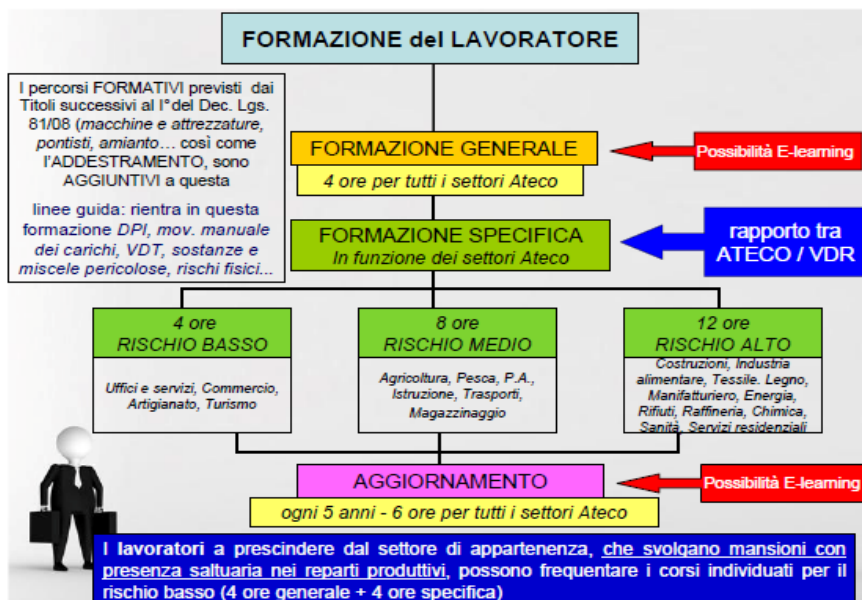 FORMAZIONE del LAVORATORE
I percorsi FORMATIVI previsti dai
Titoli successivi al I°del Dec. Lgs.
81/08 (macchine e attrezzature,
pontisti, amianto… così come
l'ADDESTRAMENTO, sono
AGGIUNTIVI a questa
linee guida: rientra in questa
formazione DPI, mov. manuale
dei carichi, VDT, sostanze e
miscele pericolose, rischi fisici...
FORMAZIONE GENERALE
4 ore per tutti i settori Ateco
Possibilità E-learning
FORMAZIONE SPECIFICA
In funzione dei settori Ateco
rapporto tra
ATECO / VDR
4 ore
RISCHIO BASSO
Uffici e servizi, Commercio,
Artigianato, Turismo
8 ore
RISCHIO MEDIO
Agricoltura, Pesca, P.A.,
Istruzione, Trasporti,
Magazzinaggio
12 ore
RISCHIO ALTO
Costruzioni, Industria
alimentare, Tessile. Legno,
Manifatturiero, Energia,
Rifiuti, Raffineria, Chimica,
Sanità, Servizi residenziali
AGGIORNAMENTO
ogni 5 anni - 6 ore per tutti i settori Ateco
Possibilità E-learning
I lavoratori a prescindere dal settore di appartenenza, che svolgano mansioni con
presenza saltuaria nei reparti produttivi, possono frequentare i corsi individuati per il
rischio basso (4 ore generale + 4 ore specifica)